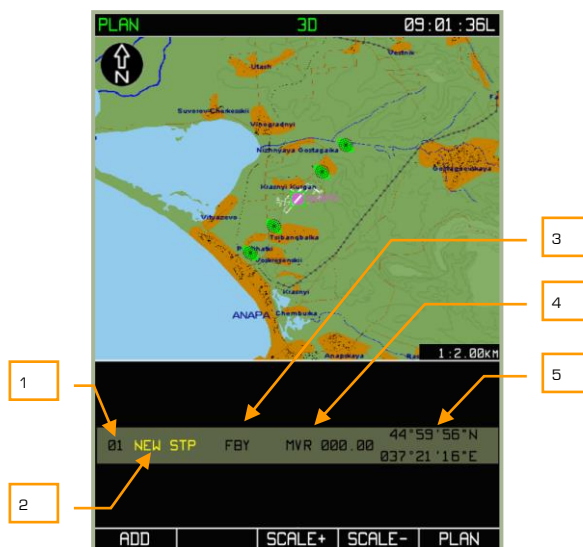 PLAN 3D 09:01:36L
N
Utash
Vestnik
Suvorov-Cherkesskii
Vinogradnyi
Nizhnyaya Gostagaika
Gostagaevskaya
Krasnyi Kurgan
Vityazevo
Tsibanobalka
Krasnyi
ANAPA Chembulka
Anapskaya
1:2.00KM
3
4
1
5
01 NEW STP FBY MVR 000.00 44°59'56"N
037°21'16"E
2
ADD SCALE+ SCALE- PLAN